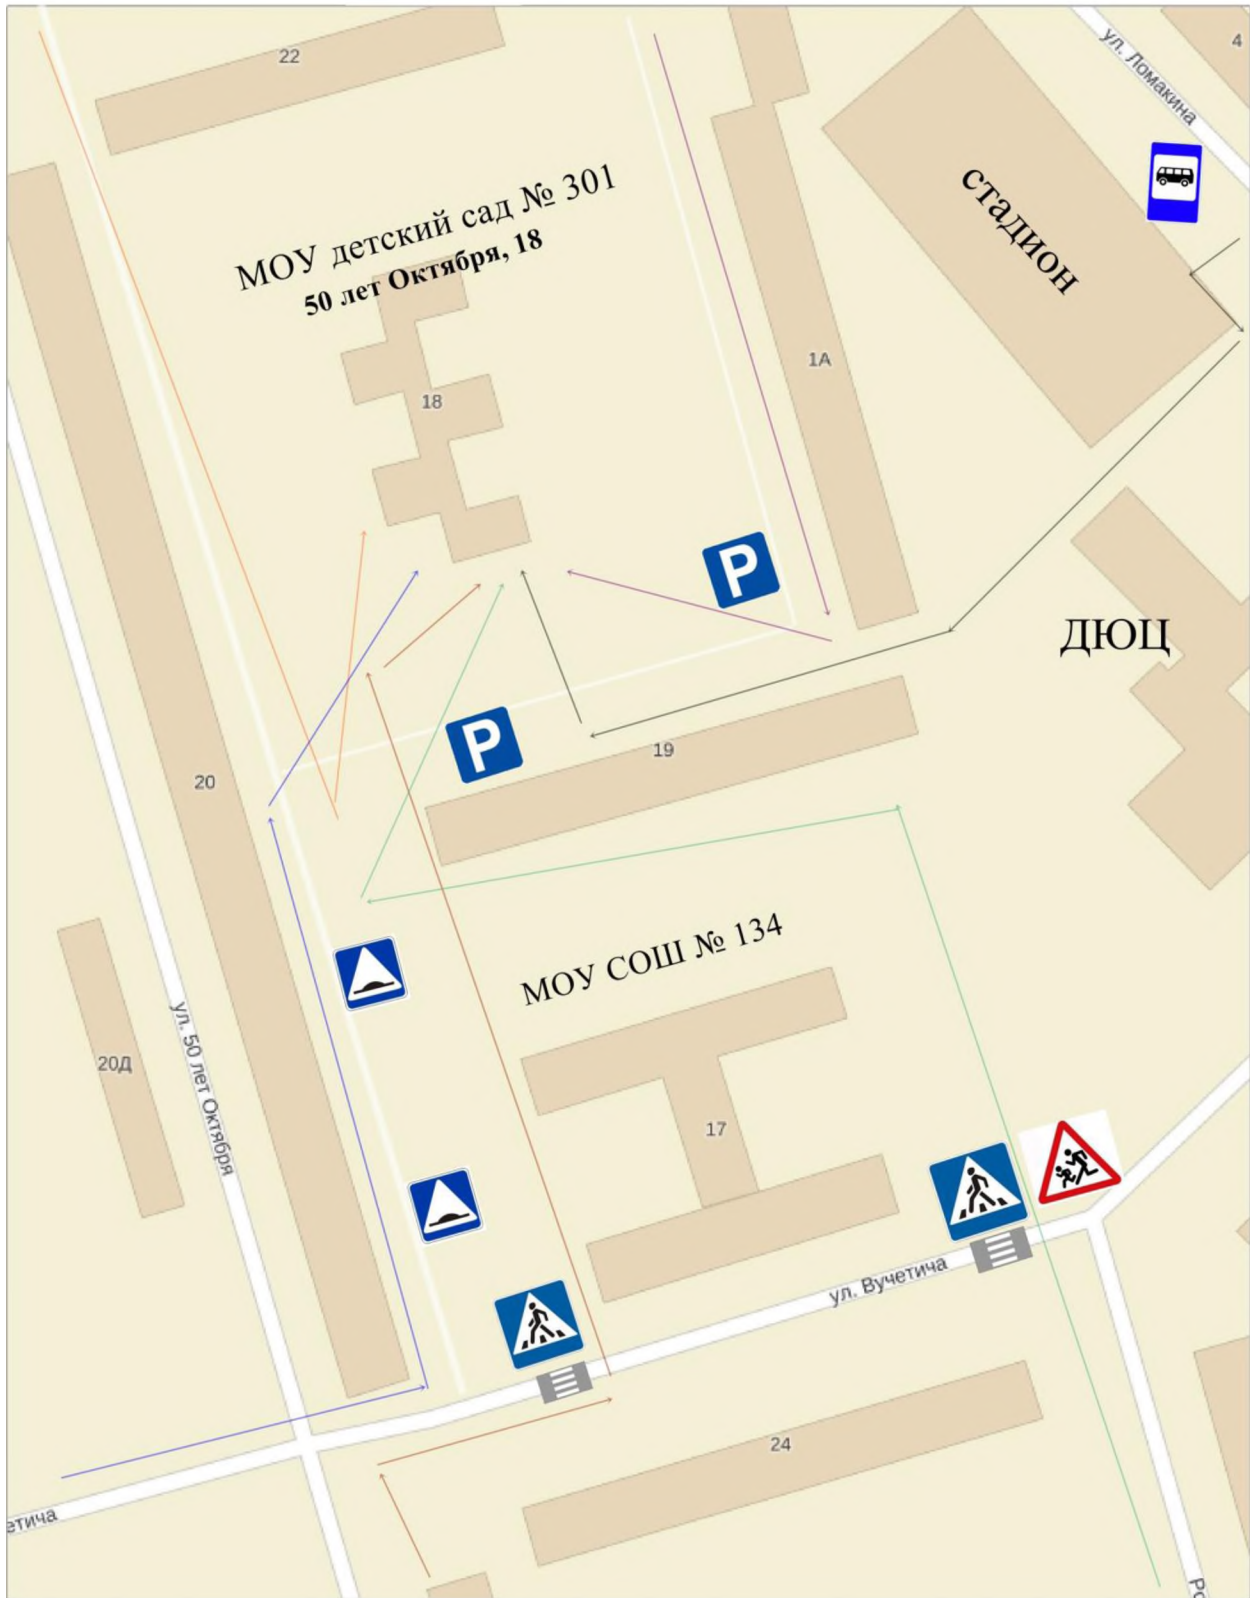 22
ул. Ломакина
4
МОУ детский сад № 301
50 лет Октября, 18
стадион
1А
18
P
ДЮЦ
P
19
20
МОУ СОШ № 134
ул. 50 лет Октября
20Д
17
ул. Вучетича
24
етича
Ро